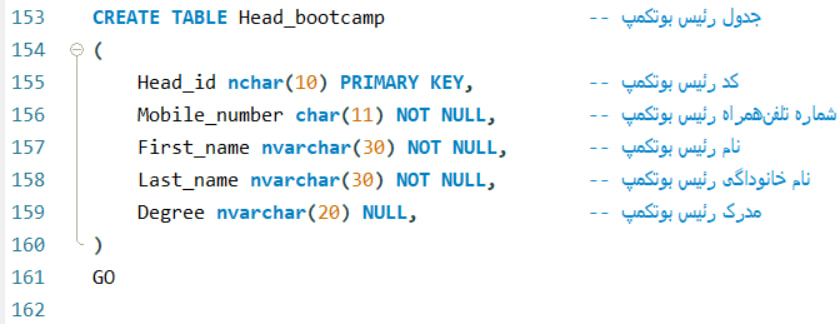 153 CREATE TABLE Head_bootcamp -- جدول رئیس بوتکمپ
154 (
155 Head_id nchar(10) PRIMARY KEY, -- کد رئیس بوتکمپ
156 Mobile_number char(11) NOT NULL, -- شماره تلفن‌همراه رئیس بوتکمپ
157 First_name nvarchar(30) NOT NULL, -- نام رئیس بوتکمپ
158 Last_name nvarchar(30) NOT NULL, -- نام خانوداگی رئیس بوتکمپ
159 Degree nvarchar(20) NULL, -- مدرک رئیس بوتکمپ
160 )
161 GO
162